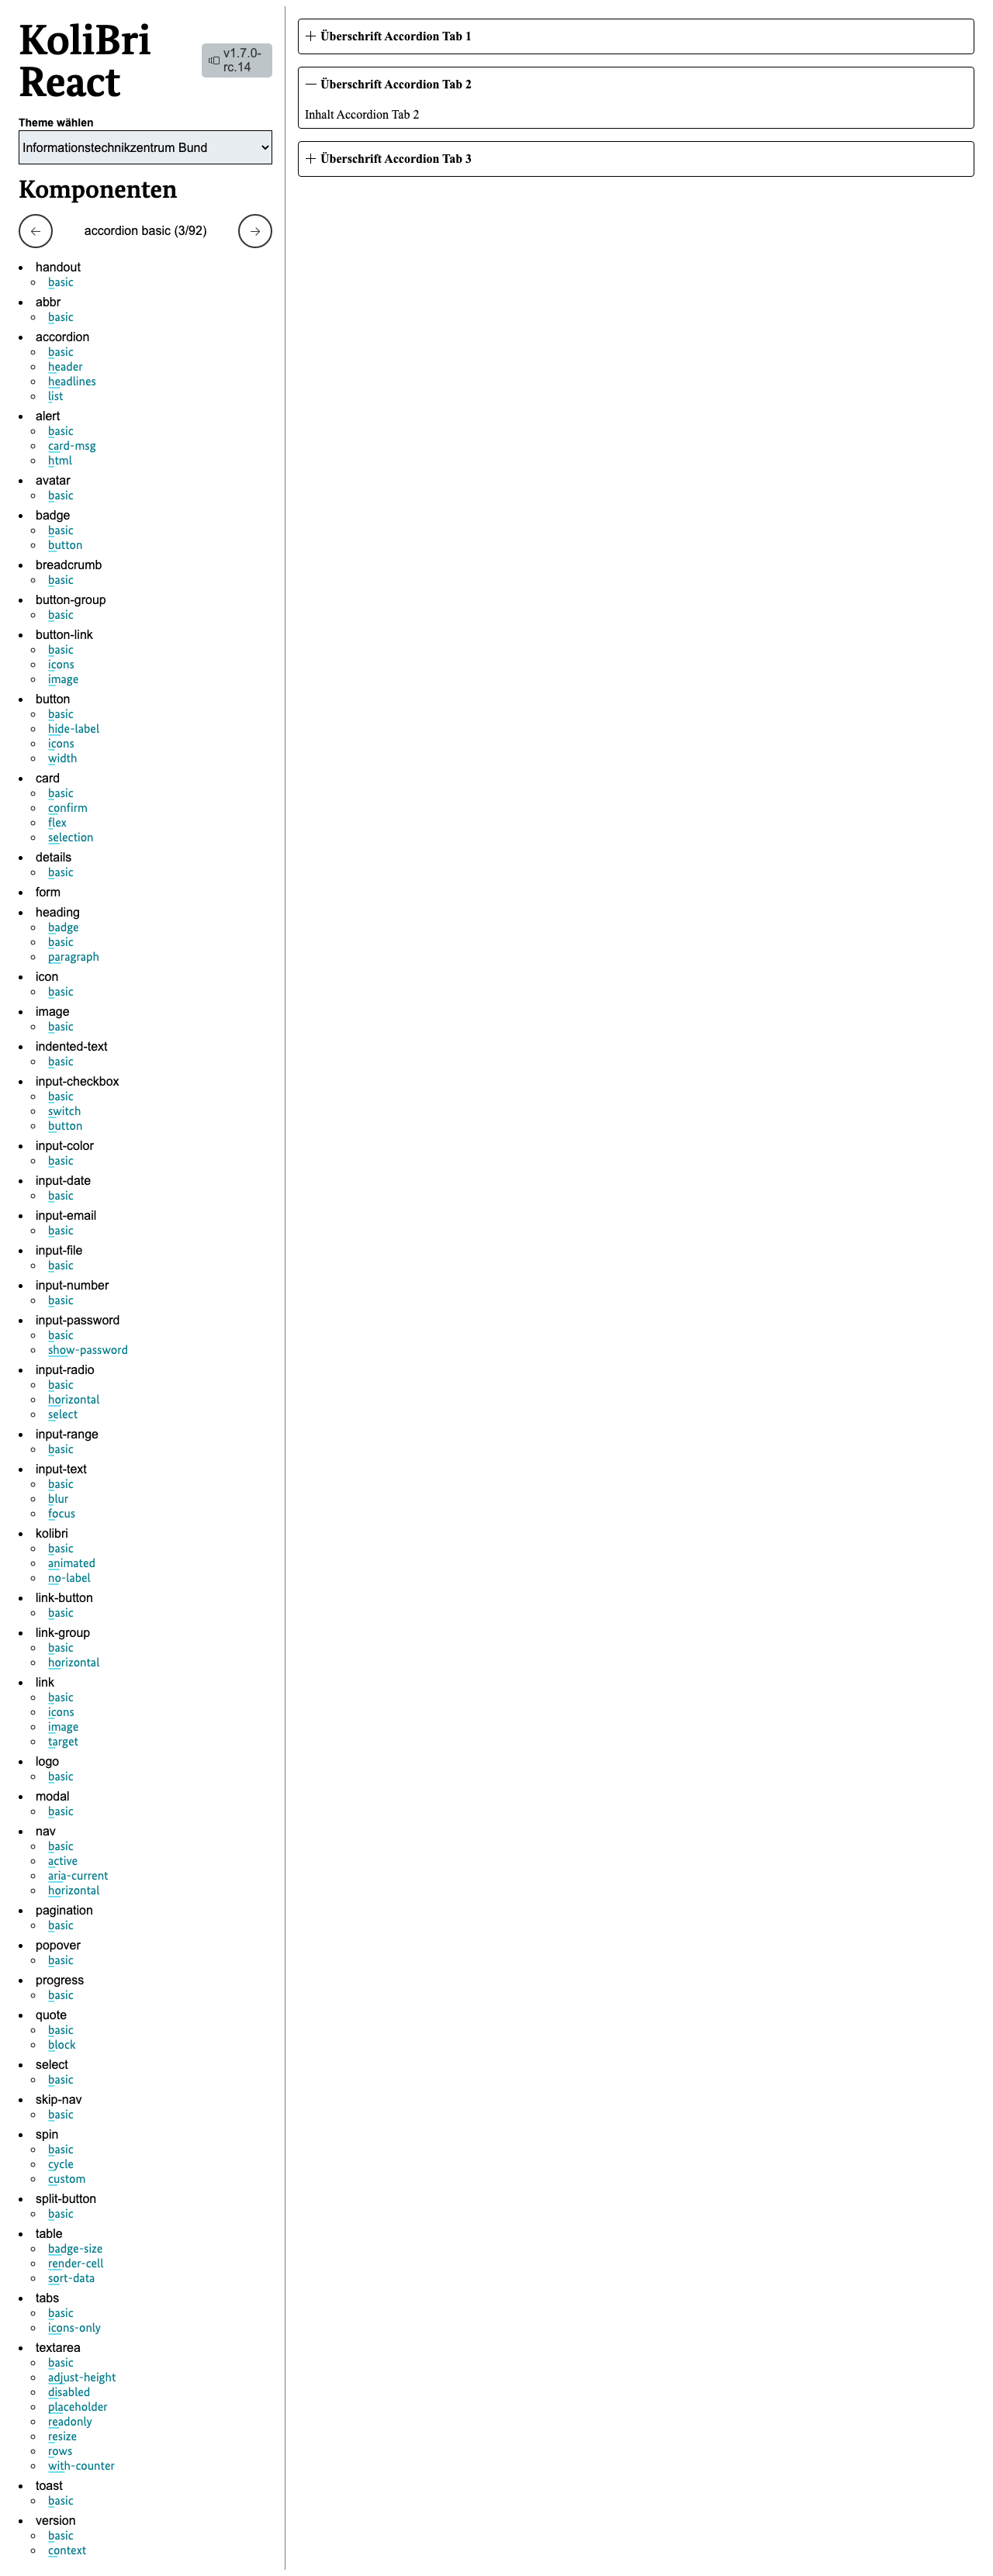 KoliBri
React
v1.7.0-
rc.14
Theme wählen
Informationstechnikzentrum Bund
Komponenten
accordion basic (3/92)
handout
basic
abbr
basic
accordion
basic
header
headlines
list
alert
basic
card-msg
html
avatar
basic
badge
basic
button
breadcrumb
basic
button-group
basic
button-link
basic
icons
image
button
basic
hide-label
icons
width
card
basic
confirm
flex
selection
details
basic
form
heading
badge
basic
paragraph
icon
basic
image
basic
indented-text
basic
input-checkbox
basic
switch
button
input-color
basic
input-date
basic
input-email
basic
input-file
basic
input-number
basic
input-password
basic
show-password
input-radio
basic
horizontal
select
input-range
basic
input-text
basic
blur
focus
kolibri
basic
animated
no-label
link-button
basic
link-group
basic
horizontal
link
basic
icons
image
target
logo
basic
modal
basic
nav
basic
active
aria-current
horizontal
pagination
basic
popover
basic
progress
basic
quote
basic
block
select
basic
skip-nav
basic
spin
basic
cycle
custom
split-button
basic
table
badge-size
render-cell
sort-data
tabs
basic
icons-only
textarea
basic
adjust-height
disabled
placeholder
readonly
resize
rows
with-counter
toast
basic
version
basic
context
Überschrift Accordion Tab 1
Überschrift Accordion Tab 2
Inhalt Accordion Tab 2
Überschrift Accordion Tab 3